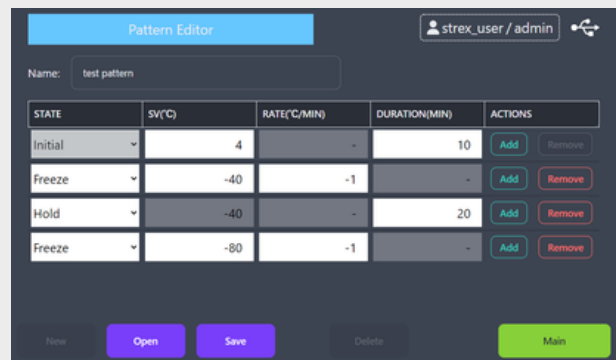 Pattern Editor
strex_user / admin
Name: test pattern
STATE SV(℃) RATE(℃/MIN) DURATION(MIN) ACTIONS
Initial 4 - 10 Add Remove
Freeze -40 -1 - Add Remove
Hold -40 - 20 Add Remove
Freeze -80 -1 - Add Remove
New Open Save Delete Main